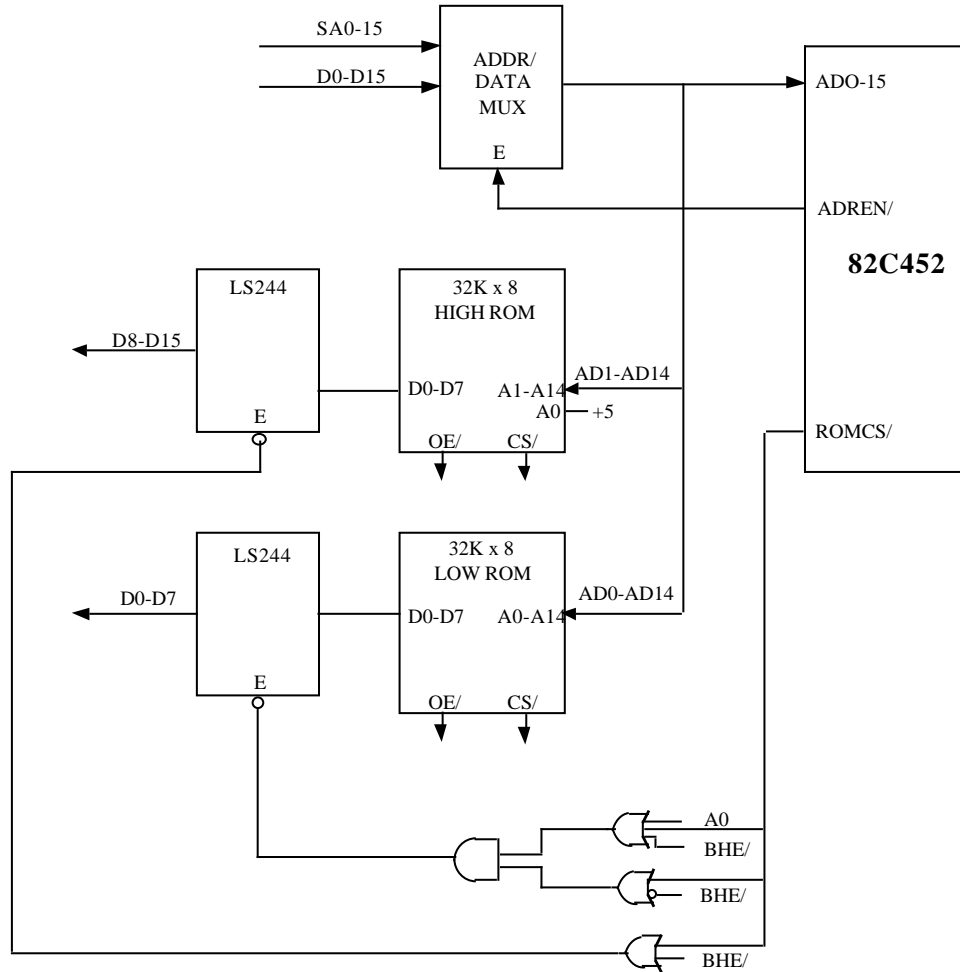 SA0-15
D0-D15
ADDR/
DATA
MUX
E
ADO-15
ADREN/
82C452
ROMCS/
LS244
D8-D15
E
32K x 8
HIGH ROM
D0-D7
A1-A14
A0
+5
AD1-AD14
OE/
CS/
LS244
D0-D7
E
32K x 8
LOW ROM
D0-D7
A0-A14
AD0-AD14
OE/
CS/
A0
BHE/
BHE/
BHE/